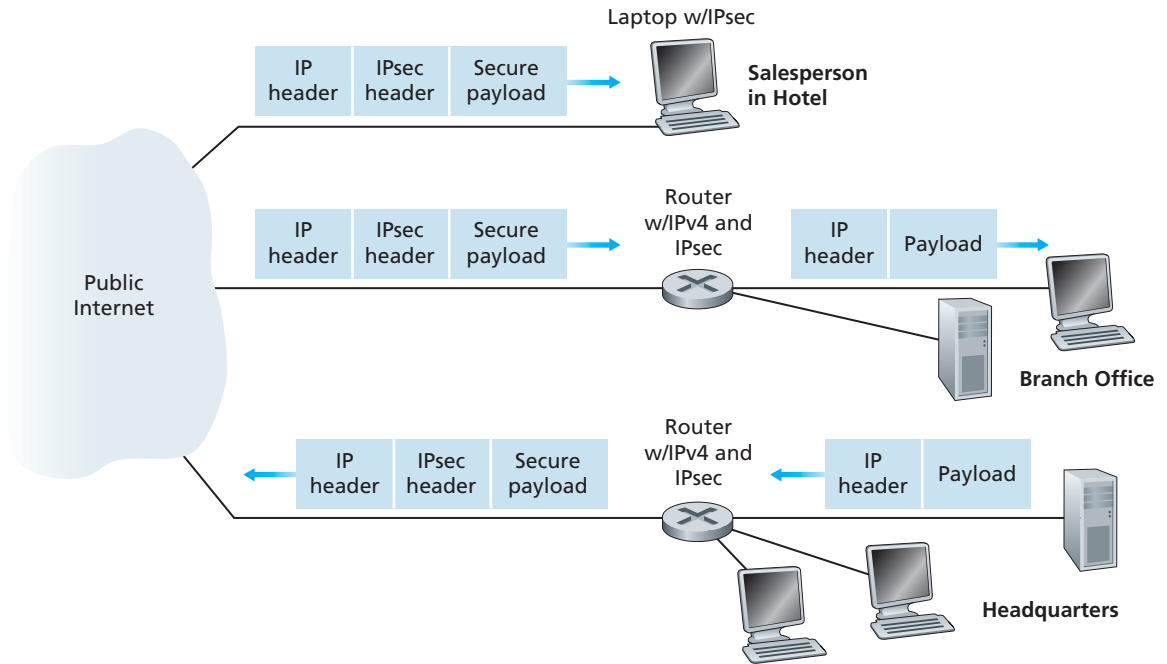 Laptop w/IPsec
IP
header
IPsec
header
Secure
payload
Salesperson
in Hotel
Router
w/IPv4 and
IPsec
IP
header
IPsec
header
Secure
payload
IP
header
Payload
Public
Internet
Branch Office
Router
w/IPv4 and
IPsec
IP
header
IPsec
header
Secure
payload
IP
header
Payload
Headquarters